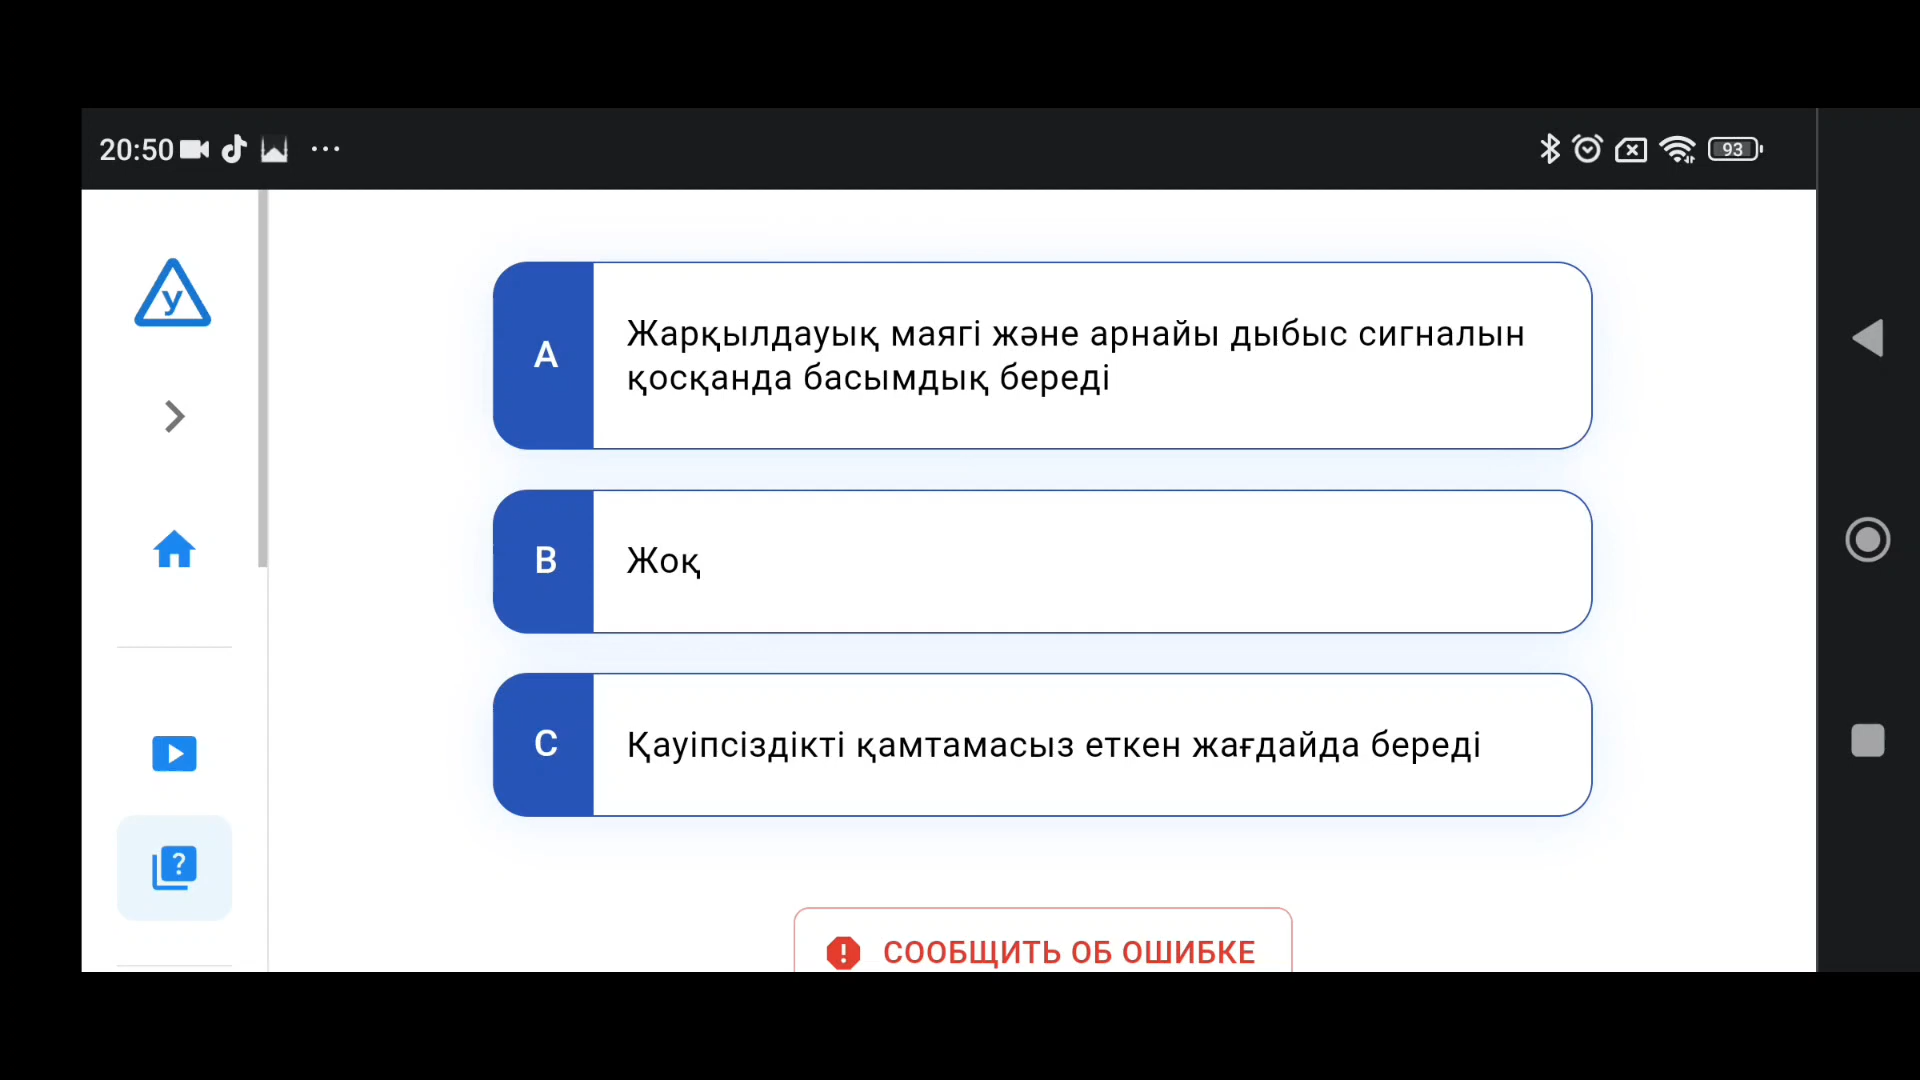 20:50
93
У
A
Жарқылдауық маягі және арнайы дыбыс сигналын
қосқанда басымдық береді
B
Жоқ
C
Қауіпсіздікті қамтамасыз еткен жағдайда береді
СООБЩИТЬ ОБ ОШИБКЕ